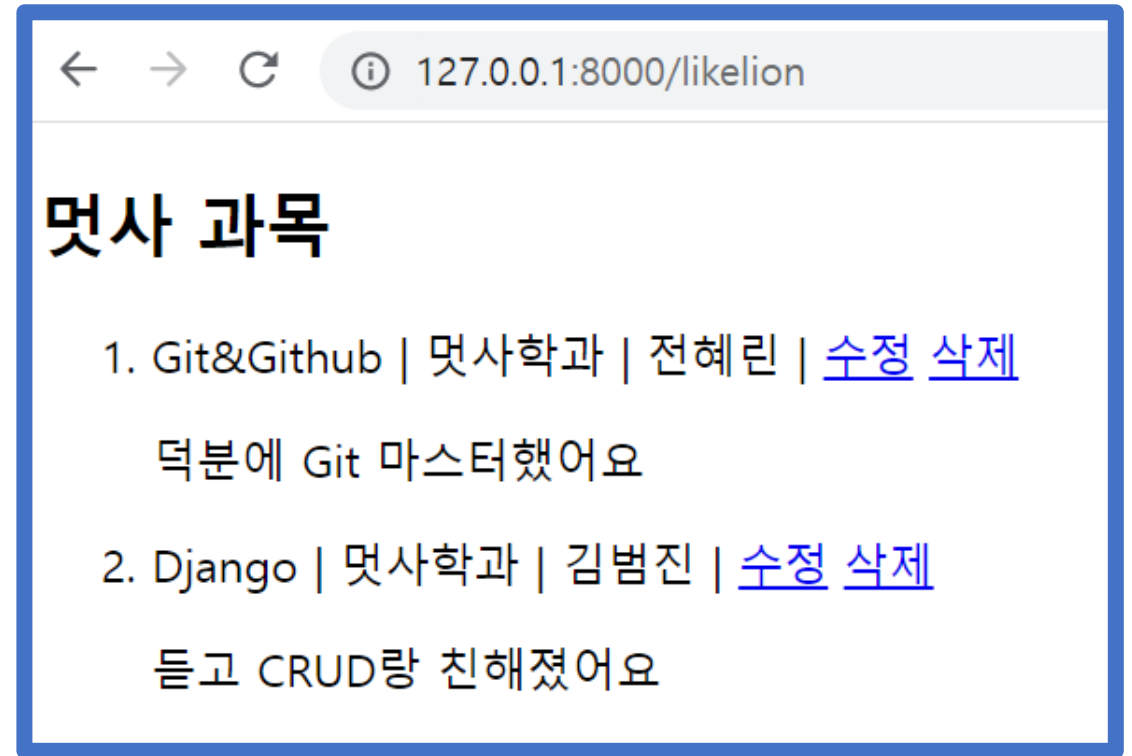 127.0.0.1:8000/likelion
멋사 과목
1. Git&Github | 멋사학과 | 전혜린 | 수정 삭제
덕분에 Git 마스터했어요
2. Django | 멋사학과 | 김범진 | 수정 삭제
듣고 CRUD랑 친해졌어요